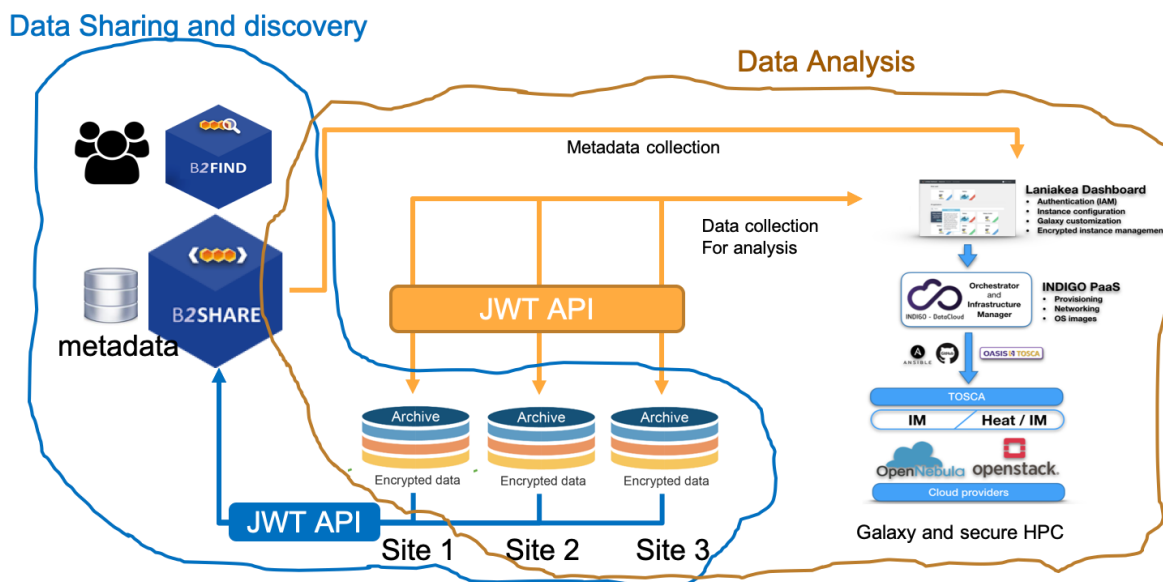 Data Sharing and discovery
Data Analysis
B2FIND
Metadata collection
Laniakea Dashboard
• Authentication (IAM)
• Instance configuration
• Galaxy customization
• Encrypted instance management
Data collection
For analysis
B2SHARE
metadata
JWT API
INDIGO - DataCloud
Orchestrator
and
Infrastructure
Manager
INDIGO PaaS
• Provisioning
• Networking
• OS images
ANSIBLE
GitHub
OASIS TOSCA
TOSCA
IM
Heat / IM
OpenNebula
openstack.
Cloud providers
Galaxy and secure HPC
Archive
Archive
Archive
Encrypted data
Encrypted data
Encrypted data
JWT API
Site 1
Site 2
Site 3